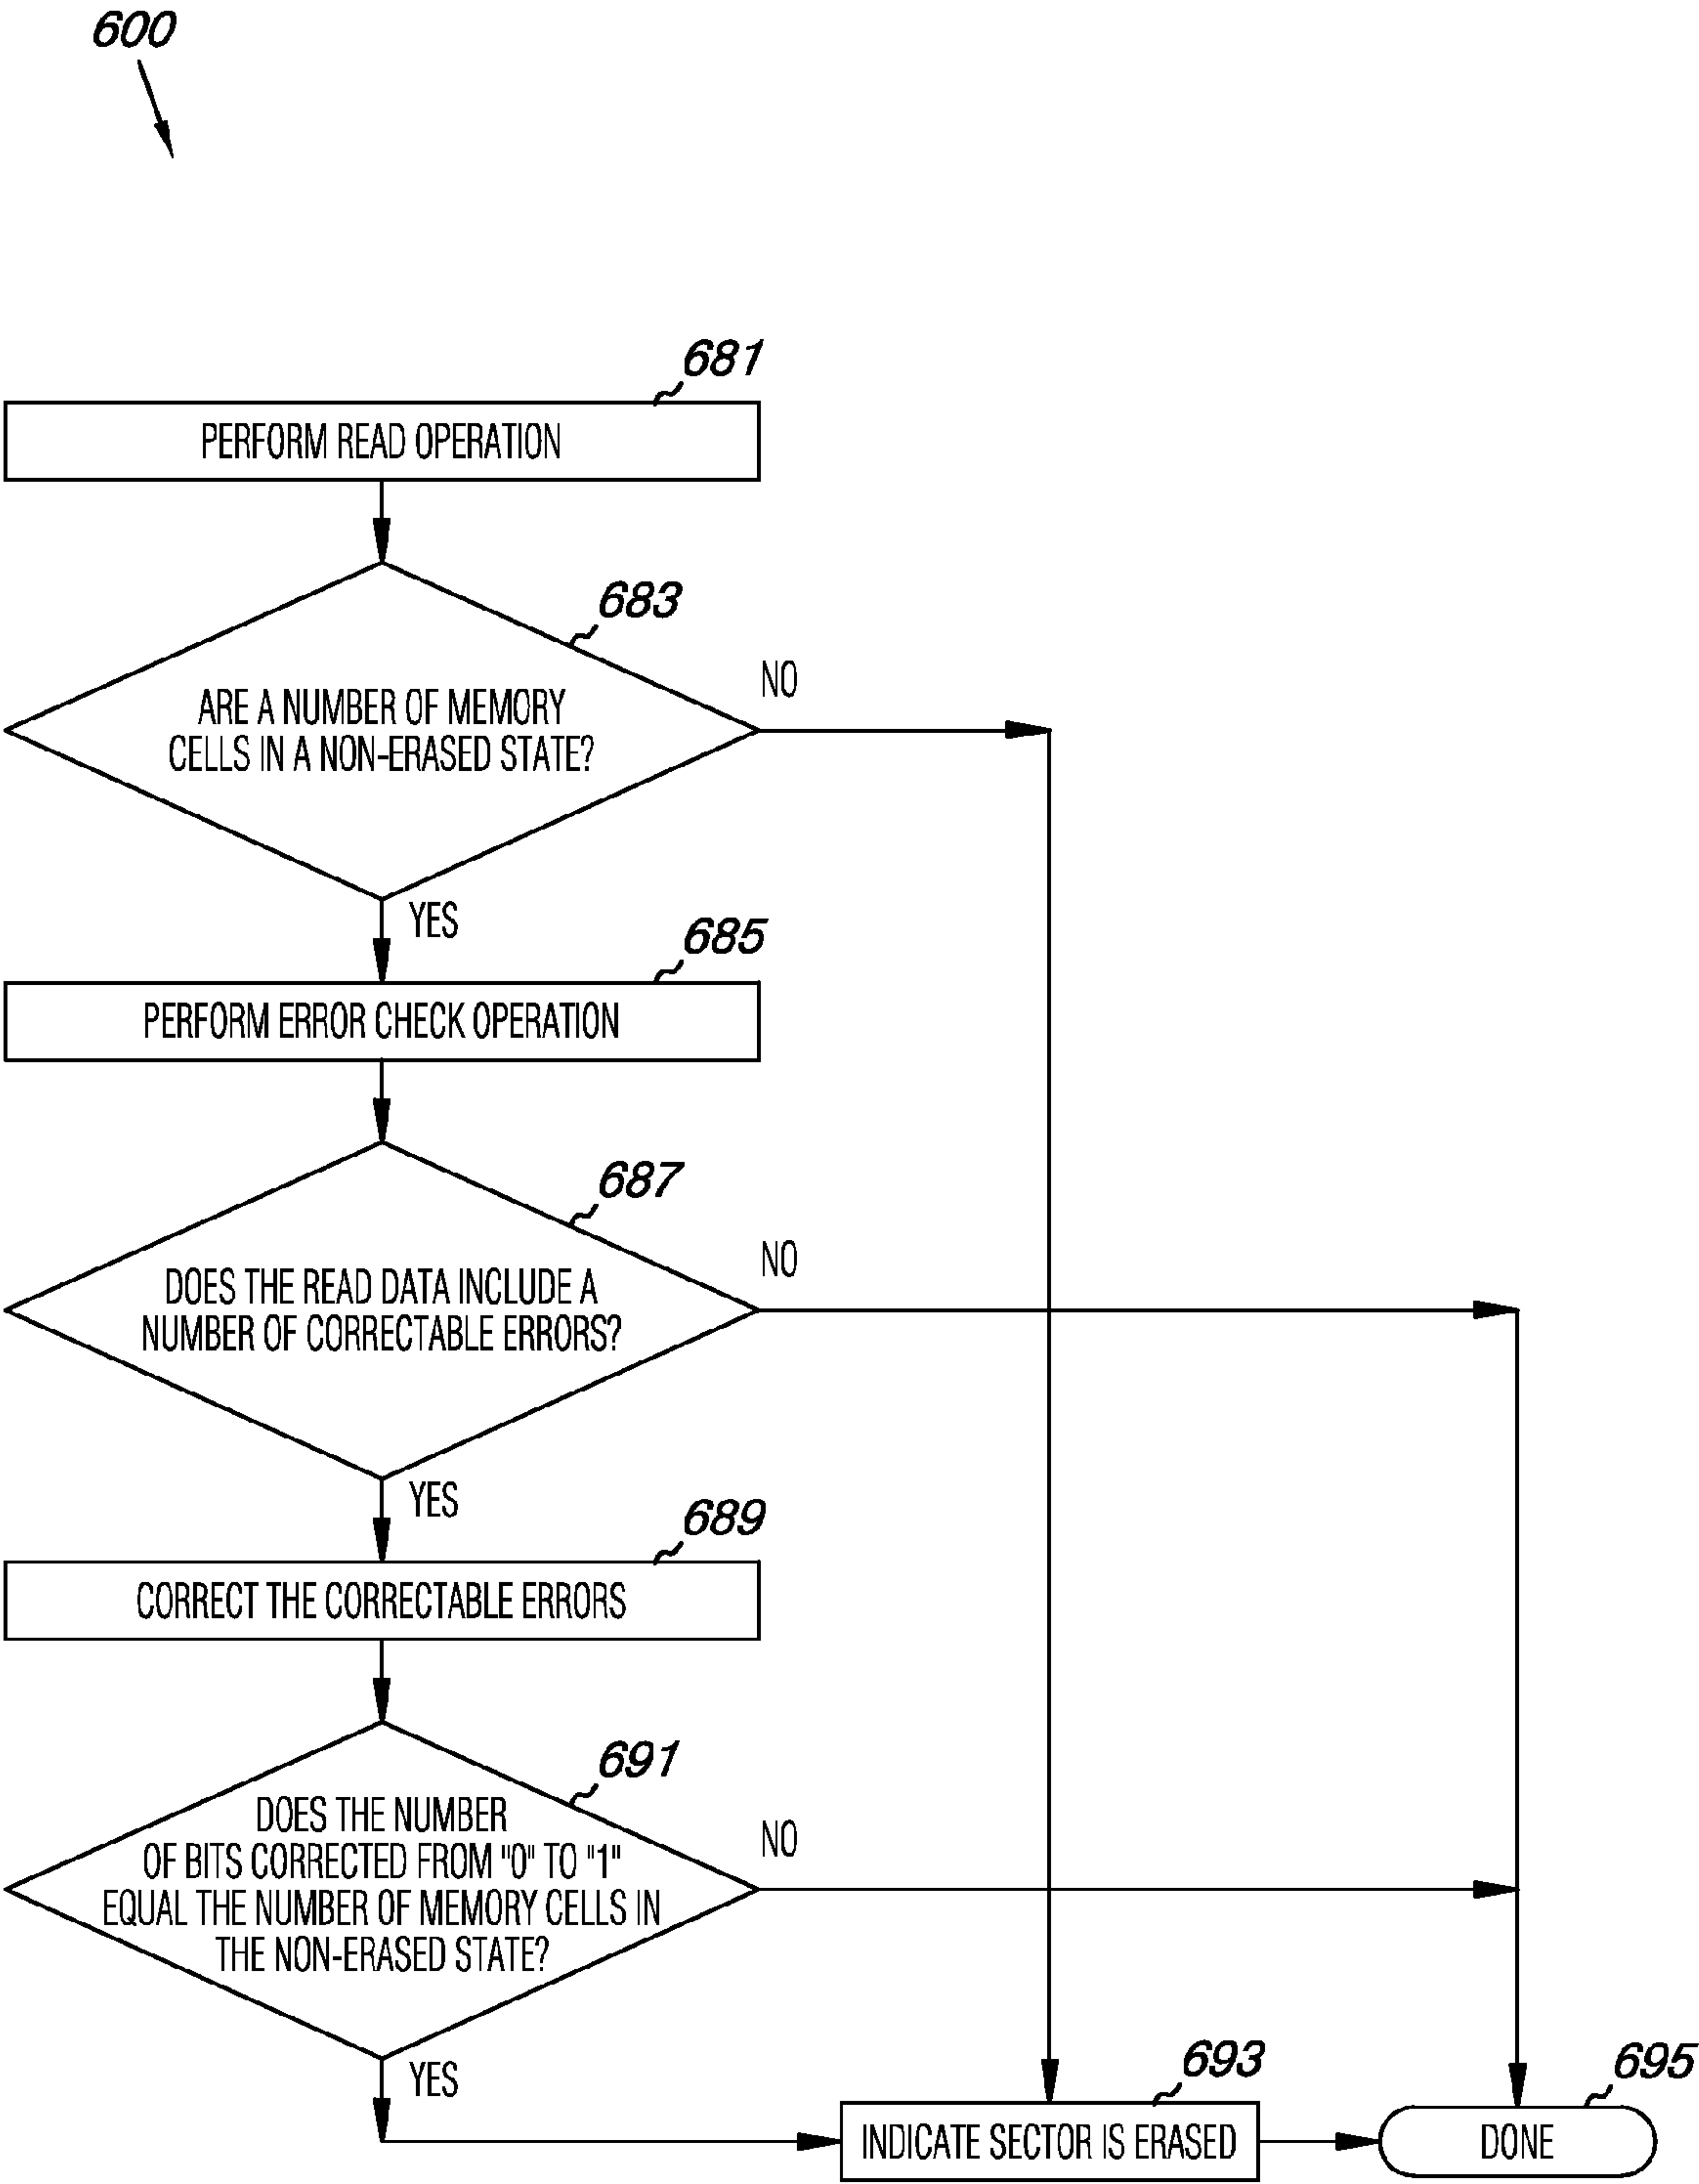 600
681
PERFORM READ OPERATION
683
ARE A NUMBER OF MEMORY
CELLS IN A NON-ERASED STATE?
NO
YES
685
PERFORM ERROR CHECK OPERATION
687
DOES THE READ DATA INCLUDE A
NUMBER OF CORRECTABLE ERRORS?
NO
YES
689
CORRECT THE CORRECTABLE ERRORS
691
DOES THE NUMBER
OF BITS CORRECTED FROM "0" TO "1"
EQUAL THE NUMBER OF MEMORY CELLS IN
THE NON-ERASED STATE?
NO
YES
693
INDICATE SECTOR IS ERASED
695
DONE